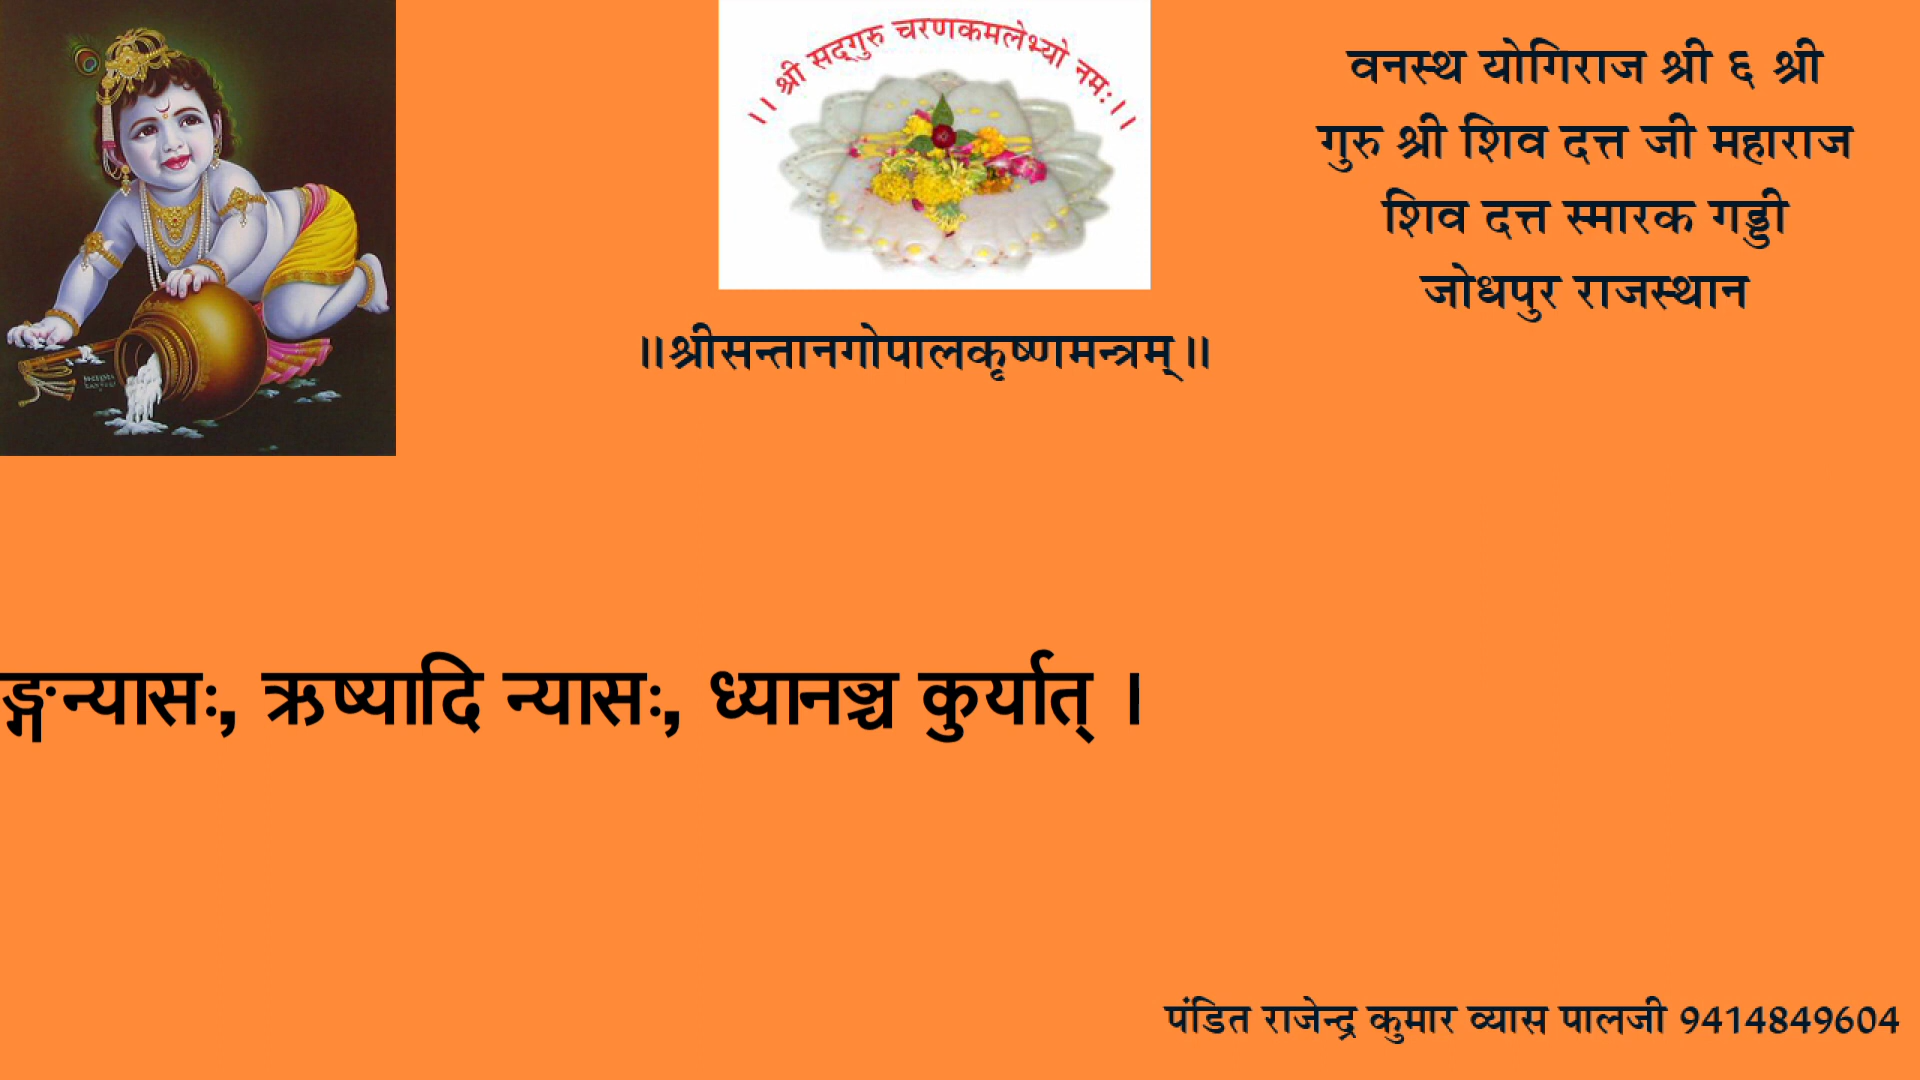 ।। श्री सद्गुरु चरणकमलेभ्यो नमः।।
वनस्थ योगिराज श्री ६ श्री
गुरु श्री शिव दत्त जी महाराज
शिव दत्त स्मारक गड्डी
जोधपुर राजस्थान
॥श्रीसन्तानगोपालकृष्णमन्त्रम्॥
ङ्गन्यासः, ऋष्यादि न्यासः, ध्यानञ्च कुर्यात् ।
पंडित राजेन्द्र कुमार व्यास पालजी 9414849604